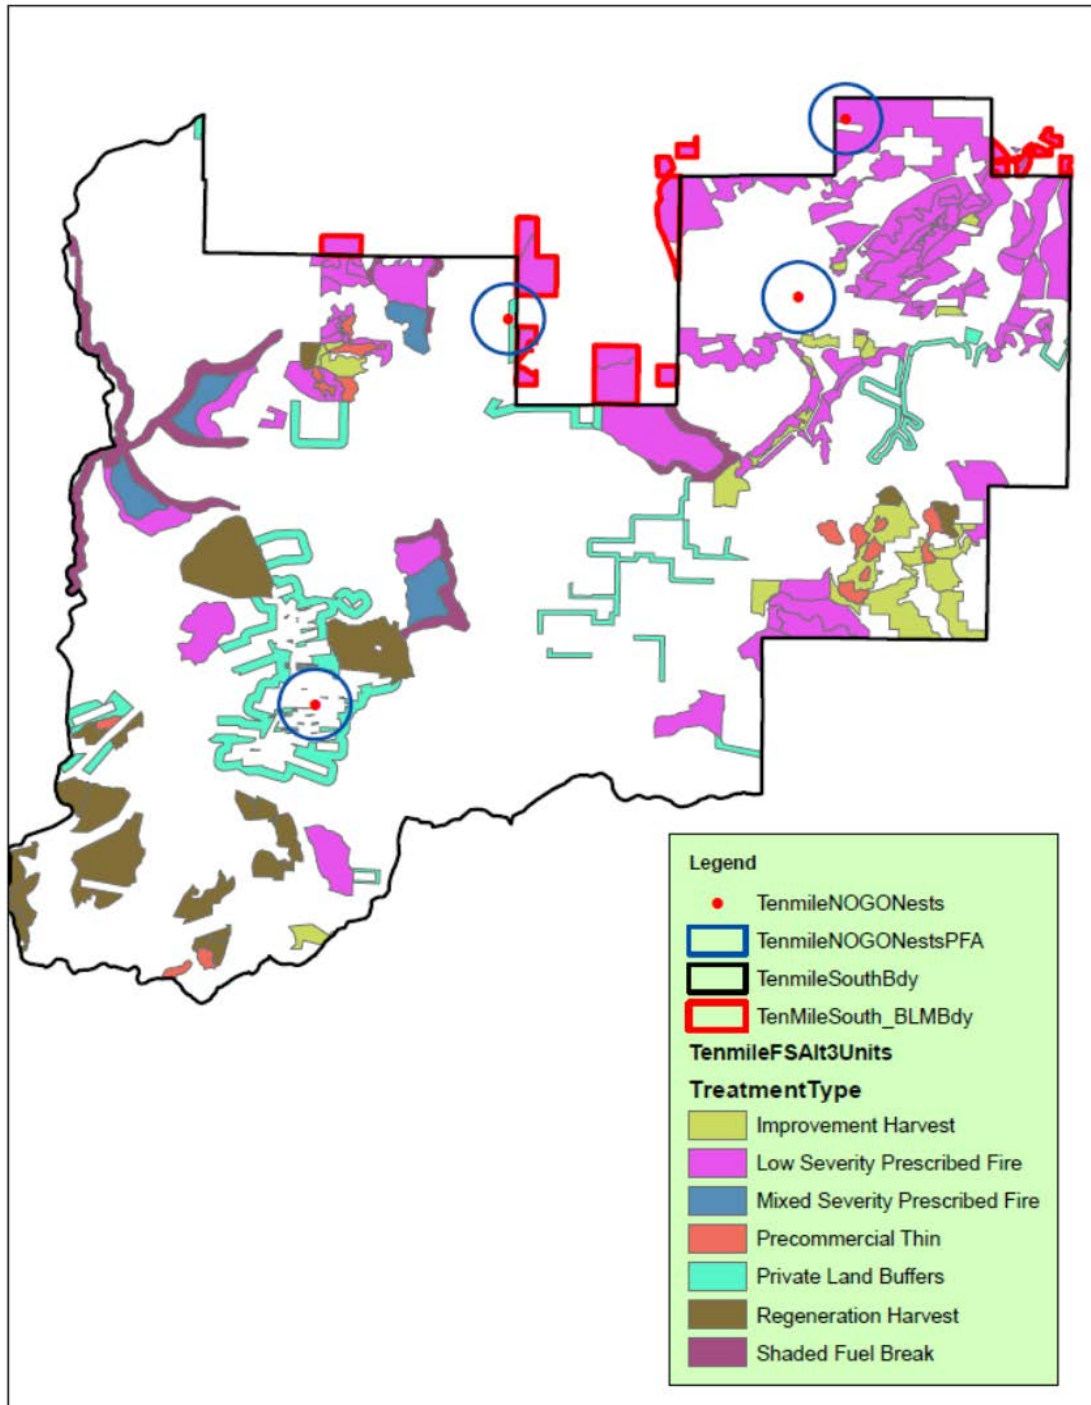 Legend
TenmileNOGONests
TenmileNOGONestsPFA
TenmileSouthBdy
TenMileSouth_BLMBdy
TenmileFSAlt3Units
TreatmentType
Improvement Harvest
Low Severity Prescribed Fire
Mixed Severity Prescribed Fire
Precommercial Thin
Private Land Buffers
Regeneration Harvest
Shaded Fuel Break